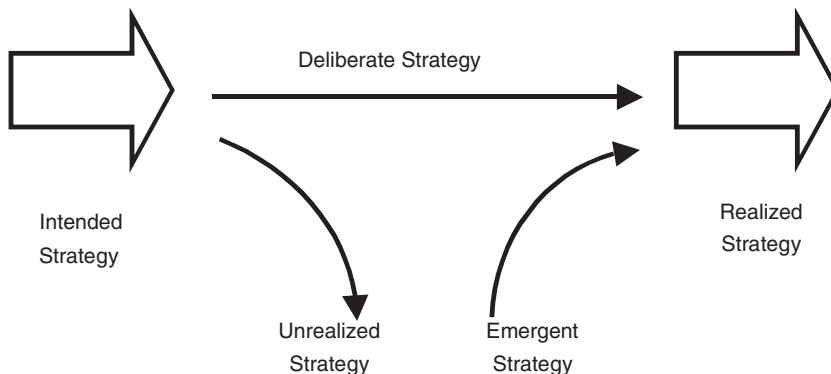 Deliberate Strategy
Intended
Strategy
Realized
Strategy
Unrealized
Strategy
Emergent
Strategy